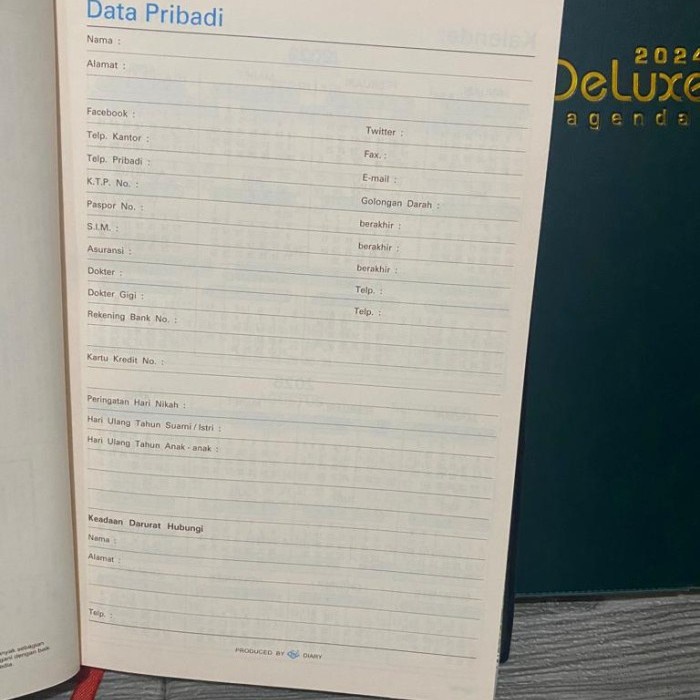 Data Pribadi
Nama :
Alamat :
Facebook :
Twitter :
Telp. Kantor :
Fax. :
Telp. Pribadi :
E-mail :
K.T.P. No. :
Golongan Darah :
Paspor No. :
berakhir :
S.I.M. :
berakhir :
Asuransi :
berakhir :
Dokter :
Telp. :
Dokter Gigi :
Telp. :
Rekening Bank No. :
Kartu Kredit No. :
Peringatan Hari Nikah :
Hari Ulang Tahun Suami / Istri :
Hari Ulang Tahun Anak - anak :
Keadaan Darurat Hubungi
Nama :
Alamat :
Telp. :
PRODUCED BY DIARY
2024
DeLuxe
agenda
sebagian
dengan baik